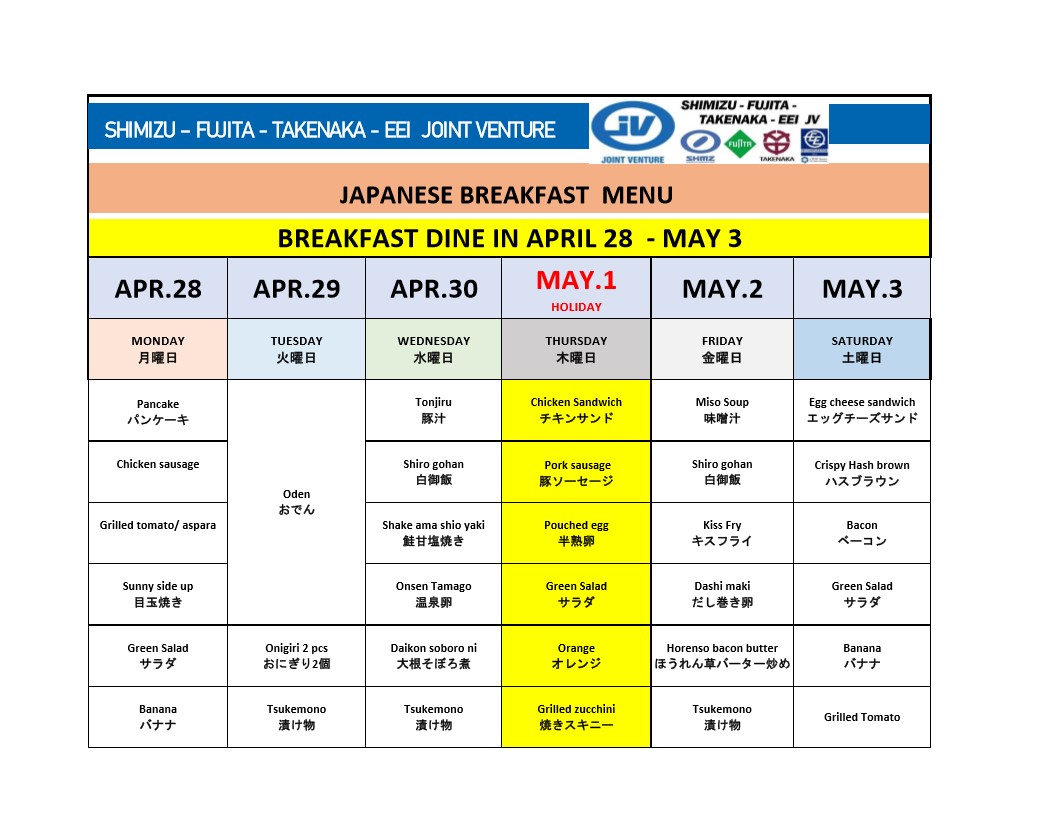 SHIMIZU – FUJITA - TAKENAKA - EEI JOINT VENTURE
JV
JOINT VENTURE
SHIMIZU - FUJITA -
TAKENAKA - EEI JV
SHMZ
FUJITA
TAKENAKA
JAPANESE BREAKFAST MENU
BREAKFAST DINE IN APRIL 28 - MAY 3
APR.28
APR.29
APR.30
MAY.1
HOLIDAY
MAY.2
MAY.3
MONDAY
月曜日
TUESDAY
火曜日
WEDNESDAY
水曜日
THURSDAY
木曜日
FRIDAY
金曜日
SATURDAY
土曜日
Pancake
パンケーキ
Oden
おでん
Tonjiru
豚汁
Chicken Sandwich
チキンサンド
Miso Soup
味噌汁
Egg cheese sandwich
エッグチーズサンド
Chicken sausage
Shiro gohan
白御飯
Pork sausage
豚ソーセージ
Shiro gohan
白御飯
Crispy Hash brown
ハスブラウン
Grilled tomato/ aspara
Shake ama shio yaki
鮭甘塩焼き
Pouched egg
半熟卵
Kiss Fry
キスフライ
Bacon
ベーコン
Sunny side up
目玉焼き
Onsen Tamago
温泉卵
Green Salad
サラダ
Dashi maki
だし巻き卵
Green Salad
サラダ
Green Salad
サラダ
Onigiri 2 pcs
おにぎり2個
Daikon soboro ni
大根そぼろ煮
Orange
オレンジ
Horenso bacon butter
ほうれん草バーター炒め
Banana
バナナ
Banana
バナナ
Tsukemono
漬け物
Tsukemono
漬け物
Grilled zucchini
焼きスキニー
Tsukemono
漬け物
Grilled Tomato